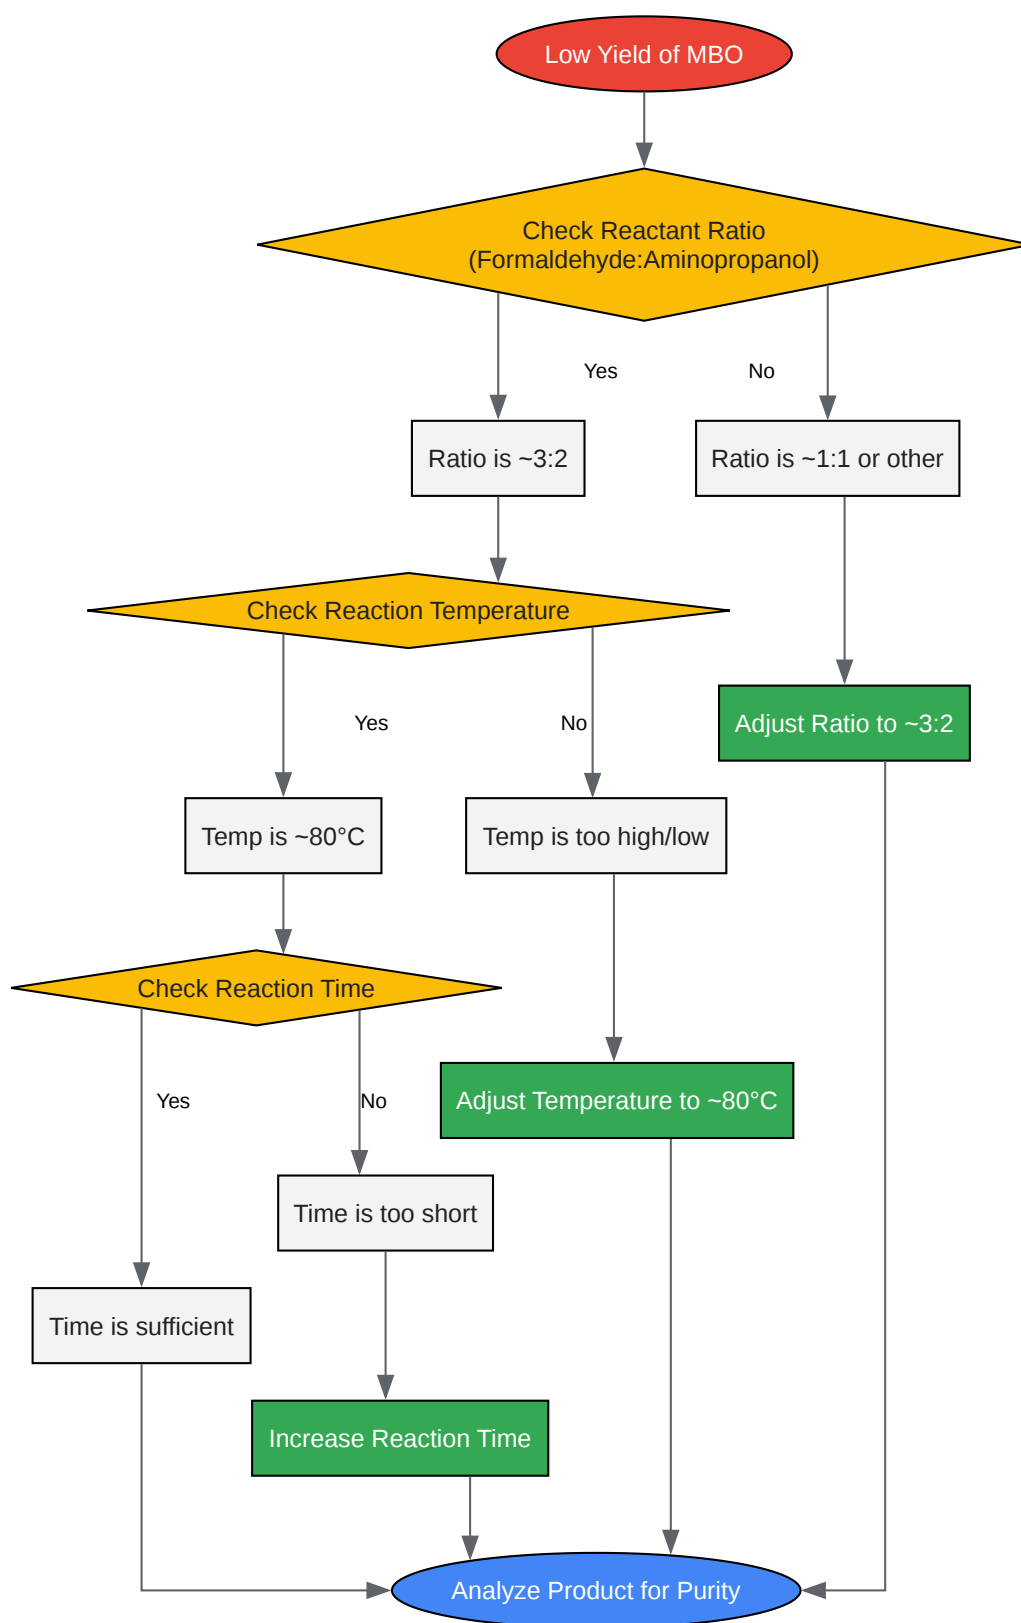 Low Yield of MBO
Check Reactant Ratio
(Formaldehyde:Aminopropanol)
Yes
No
Ratio is ~3:2
Ratio is ~1:1 or other
Check Reaction Temperature
Yes
No
Adjust Ratio to ~3:2
Temp is ~80°C
Temp is too high/low
Check Reaction Time
Yes
No
Adjust Temperature to ~80°C
Time is too short
Time is sufficient
Increase Reaction Time
Analyze Product for Purity